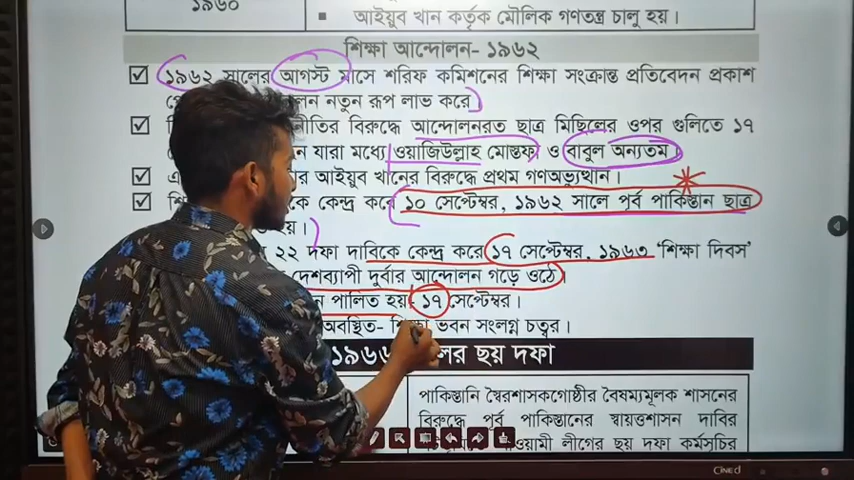 ১৯৬০
■ আইয়ুব খান কর্তৃক মৌলিক গণতন্ত্র চালু হয়।
শিক্ষা আন্দোলন- ১৯৬২
১৯৬২ সালের আগস্ট মাসে শরিফ কমিশনের শিক্ষা সংক্রান্ত প্রতিবেদন প্রকাশ
নতুন রূপ লাভ করে।
বিরুদ্ধে আন্দোলনরত ছাত্র মিছিলের ওপর গুলিতে ১৭
যারা মধ্যে ওয়াজিউল্লাহ মোস্তফা ও বাবুল অন্যতম।
আইয়ুব খানের বিরুদ্ধে প্রথম গণঅভ্যুত্থান।
কেন্দ্র করে ১০ সেপ্টেম্বর, ১৯৬২ সালে পূর্ব পাকিস্তান ছাত্র
২২ দফা দাবিকে কেন্দ্র করে ১৭ সেপ্টেম্বর, ১৯৬৩ ‘শিক্ষা দিবস’
দেশব্যাপী দুর্বার আন্দোলন গড়ে ওঠে।
পালিত হয়- ১৭ সেপ্টেম্বর।
অবস্থিত- শিক্ষা ভবন সংলগ্ন চত্বর।
১৯৬৬ ছয় দফা
পাকিস্তানি স্বৈরশাসকগোষ্ঠীর বৈষম্যমূলক শাসনের
বিরুদ্ধে পূর্ব পাকিস্তানের স্বায়ত্তশাসন দাবির
লীগের ছয় দফা কর্মসূচির